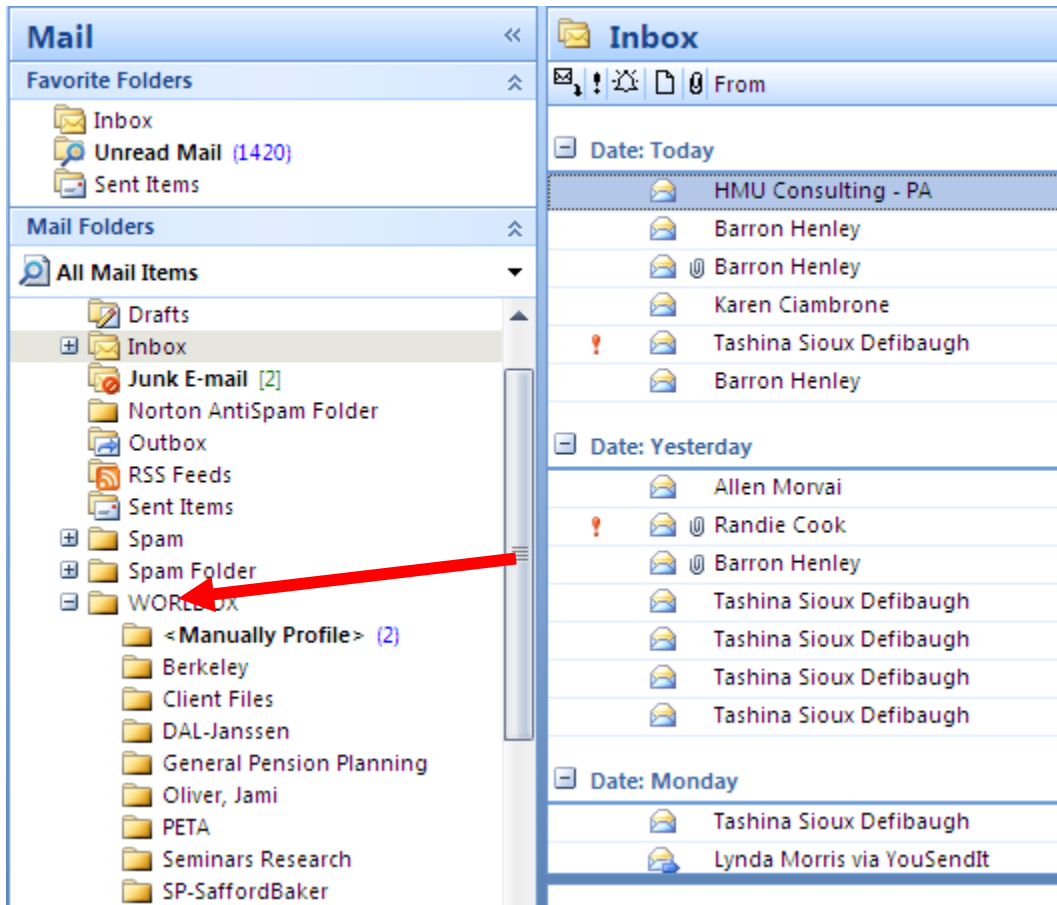 Mail
Favorite Folders
Inbox
Unread Mail (1420)
Sent Items
Mail Folders
All Mail Items
Drafts
Inbox
Junk E-mail [2]
Norton AntiSpam Folder
Outbox
RSS Feeds
Sent Items
Spam
Spam Folder
WORLDOX
<Manually Profile> (2)
Berkeley
Client Files
DAL-Janssen
General Pension Planning
Oliver, Jami
PETA
Seminars Research
SP-SaffordBaker
Inbox
From
Date: Today
HMU Consulting - PA
Barron Henley
Barron Henley
Karen Ciambrone
Tashina Sioux Defibaugh
Barron Henley
Date: Yesterday
Allen Morvai
Randie Cook
Barron Henley
Tashina Sioux Defibaugh
Tashina Sioux Defibaugh
Tashina Sioux Defibaugh
Tashina Sioux Defibaugh
Date: Monday
Tashina Sioux Defibaugh
Lynda Morris via YouSendIt